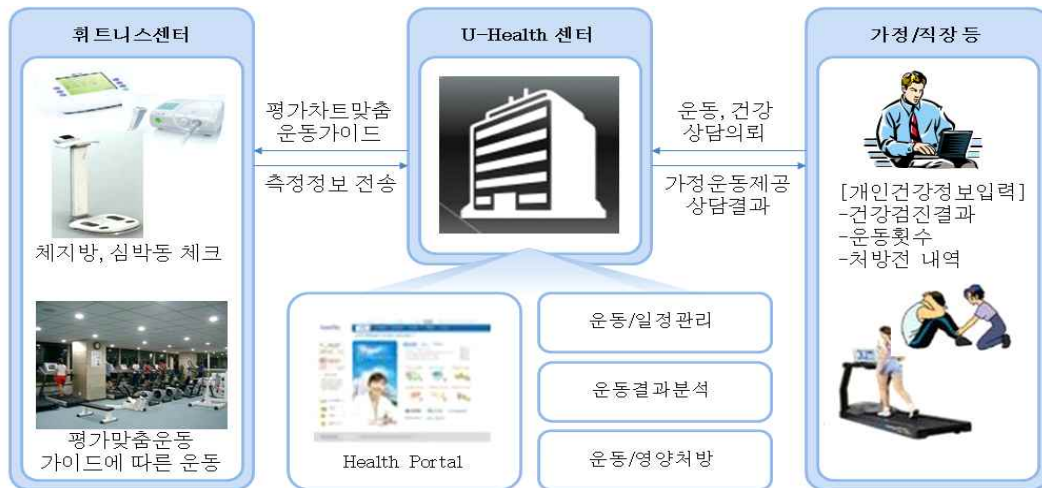 휘트니스센터
체지방, 심박동 체크
평가맞춤운동
가이드에 따른 운동
평가차트맞춤
운동가이드
측정정보 전송
U-Health 센터
Health Portal
운동/일정관리
운동결과분석
운동/영양처방
운동, 건강
상담의뢰
가정운동제공
상담결과
가정/직장 등
[개인건강정보입력]
-건강검진결과
-운동횟수
-처방전 내역